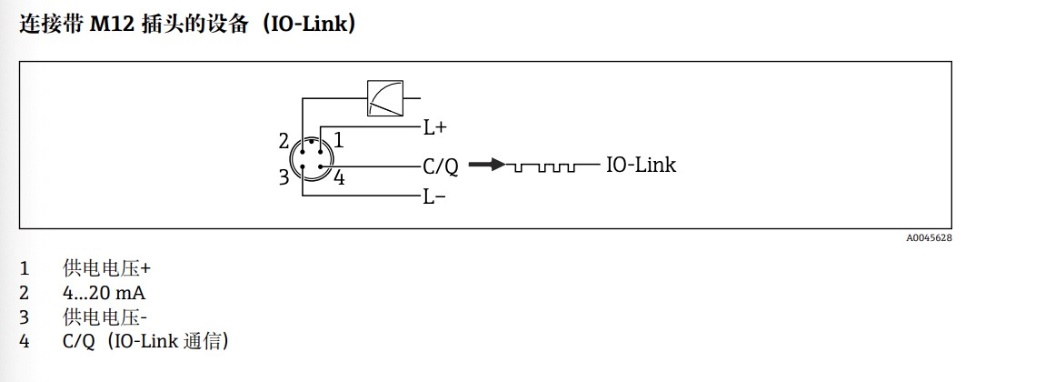 连接带 M12 插头的设备（IO-Link）
L+
2 1
C/Q IO-Link
3 4
L−
A0045628
1 供电电压+
2 4...20 mA
3 供电电压-
4 C/Q（IO-Link 通信）